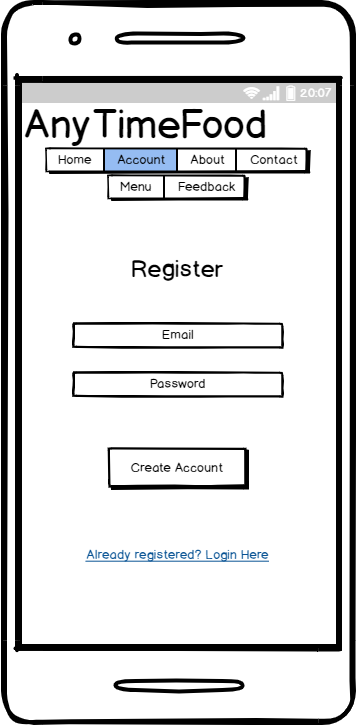 20:07
AnyTimeFood
Home Account About Contact
Menu Feedback
Register
Email
Password
Create Account
Already registered? Login Here